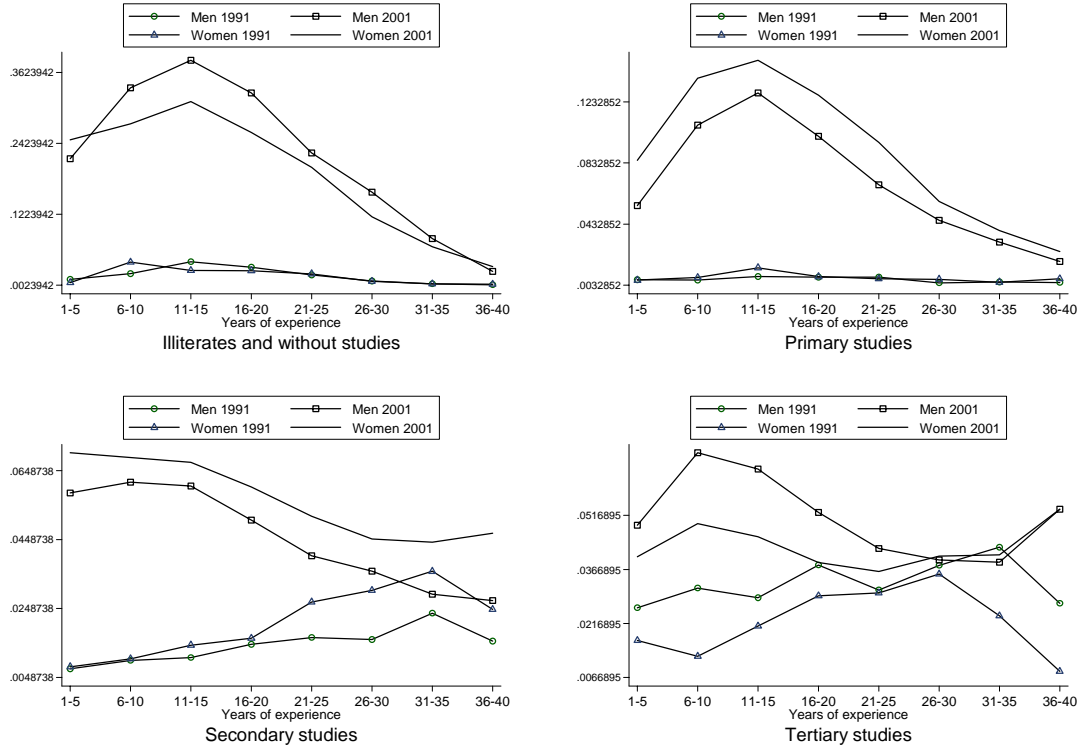 Men 1991 Men 2001
Women 1991 Women 2001
.3623942
.2423942
.1223942
.0023942
1-5 6-10 11-15 16-20 21-25 26-30 31-35 36-40
Years of experience
Illiterates and without studies
Men 1991 Men 2001
Women 1991 Women 2001
.1232852
.0832852
.0432852
.0032852
1-5 6-10 11-15 16-20 21-25 26-30 31-35 36-40
Years of experience
Primary studies
Men 1991 Men 2001
Women 1991 Women 2001
.0648738
.0448738
.0248738
.0048738
1-5 6-10 11-15 16-20 21-25 26-30 31-35 36-40
Years of experience
Secondary studies
Men 1991 Men 2001
Women 1991 Women 2001
.0516895
.0366895
.0216895
.0066895
1-5 6-10 11-15 16-20 21-25 26-30 31-35 36-40
Years of experience
Tertiary studies